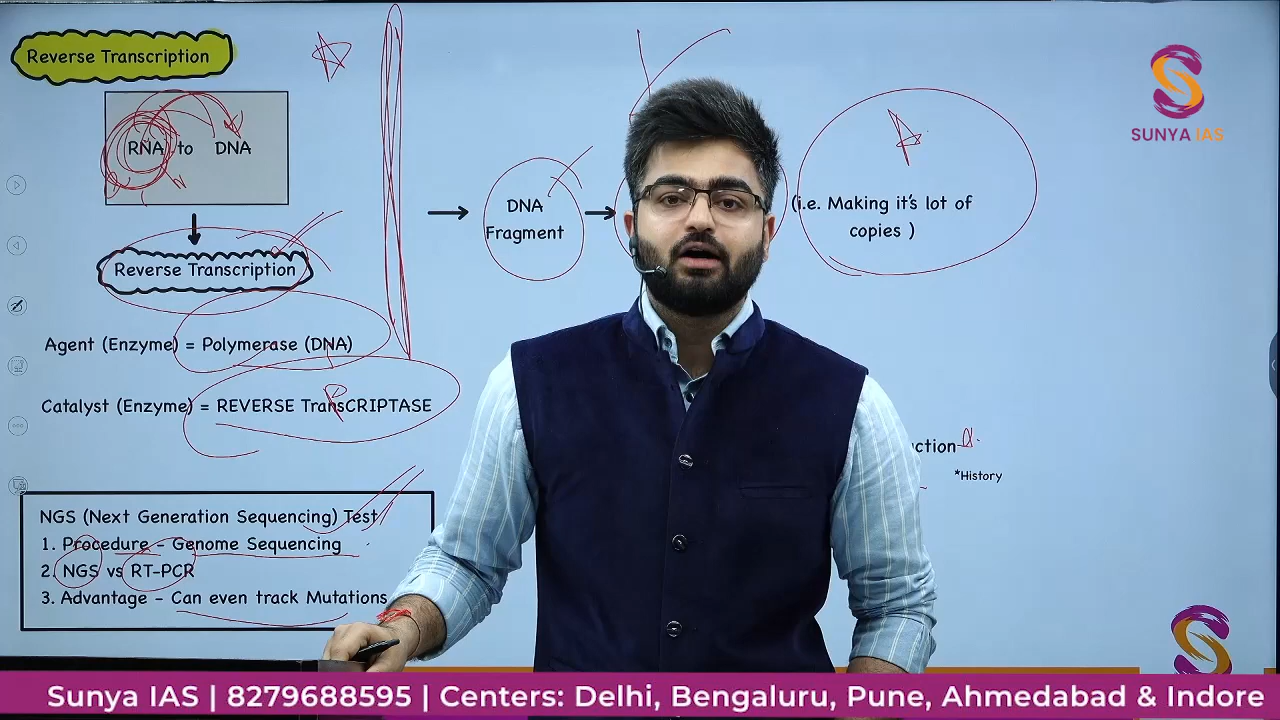 Reverse Transcription
RNA to DNA
Reverse Transcription
Agent (Enzyme) = Polymerase (DNA)
Catalyst (Enzyme) = REVERSE TransCRIPTASE
R
NGS (Next Generation Sequencing) Test
1. Procedure - Genome Sequencing
2. NGS vs RT-PCR
3. Advantage - Can even track Mutations
DNA
Fragment
(i.e. Making it's lot of
copies )
*History
SUNYA IAS
Sunya IAS | 8279688595 | Centers: Delhi, Bengaluru, Pune, Ahmedabad & Indore